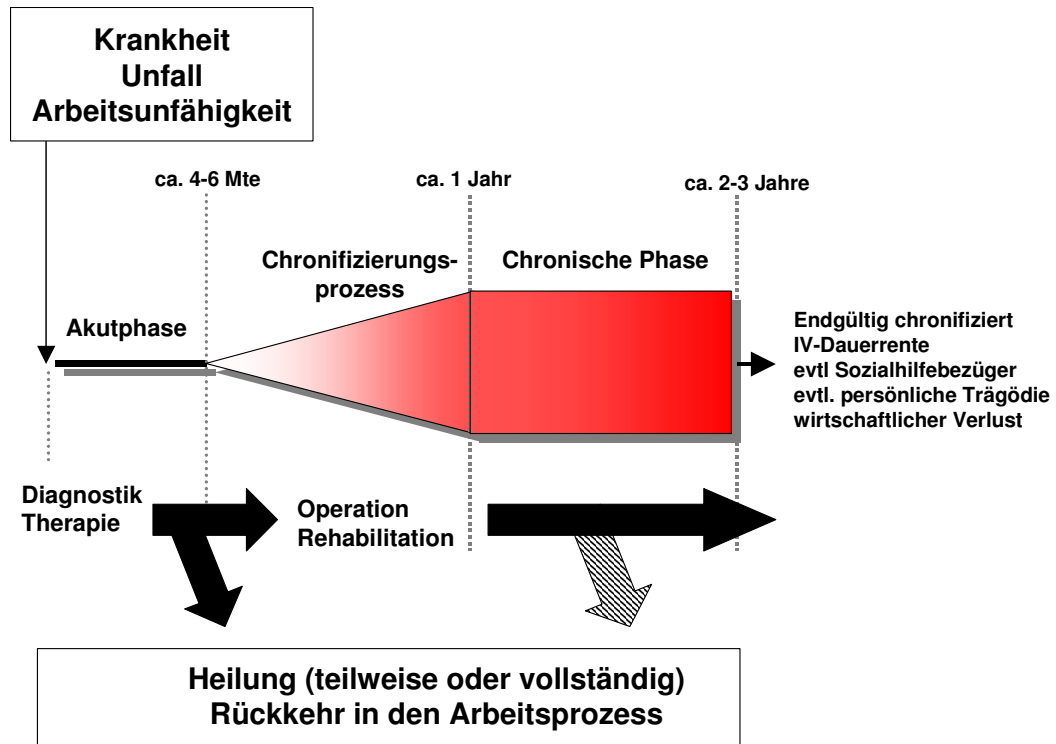 Krankheit
Unfall
Arbeitsunfähigkeit
ca. 4-6 Mte
ca. 1 Jahr
ca. 2-3 Jahre
Chronifizierungs-
prozess
Chronische Phase
Akutphase
Endgültig chronifiziert
IV-Dauerrente
evtl Sozialhilfebezüger
evtl. persönliche Trägödie
wirtschaftlicher Verlust
Diagnostik
Therapie
Operation
Rehabilitation
Heilung (teilweise oder vollständig)
Rückkehr in den Arbeitsprozess